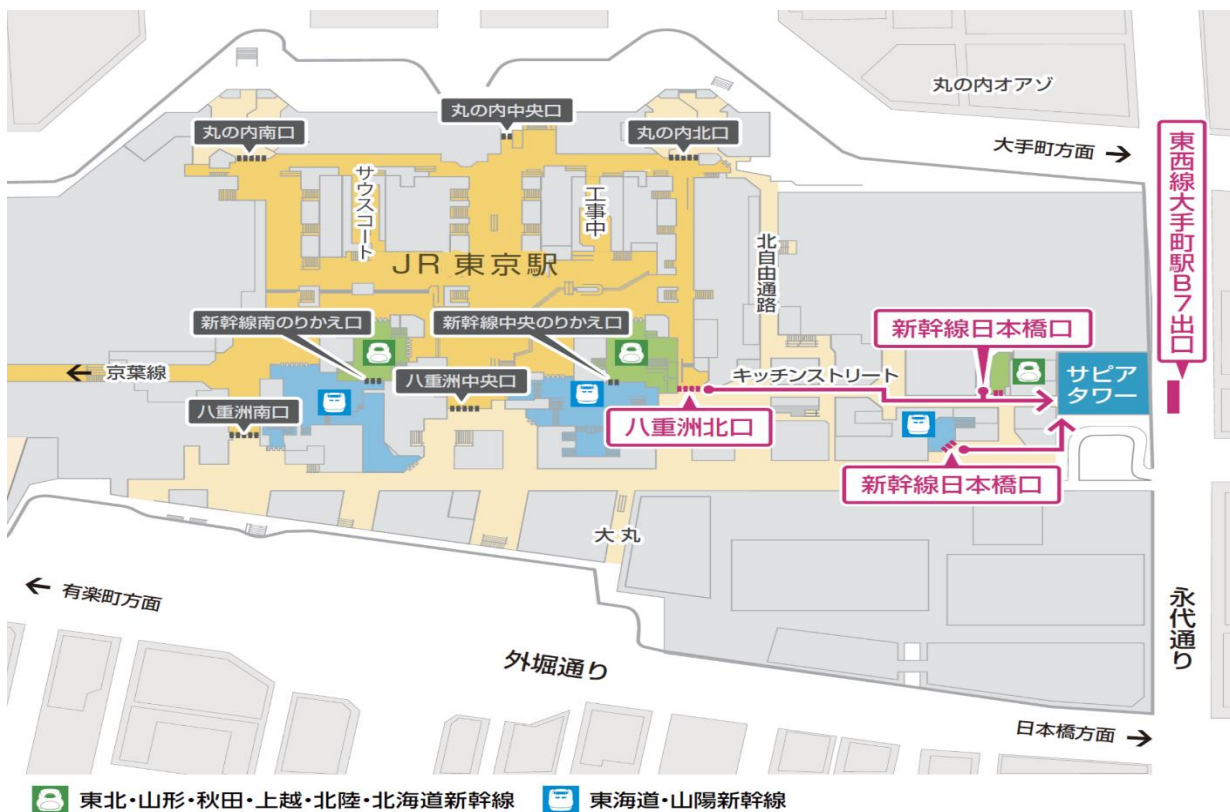 丸の内オアゾ
大手町方面 →
東西線大手町駅B7出口
丸の内中央口
丸の内南口
丸の内北口
サウスコート
工事中
北自由通路
JR 東京駅
新幹線南のりかえ口
新幹線中央のりかえ口
新幹線日本橋口
← 京葉線
八重洲中央口
キッチンストリート
サピア
タワー
八重洲南口
八重洲北口
新幹線日本橋口
大丸
← 有楽町方面
外堀通り
永代通り
日本橋方面 →
東北・山形・秋田・上越・北陸・北海道新幹線
東海道・山陽新幹線